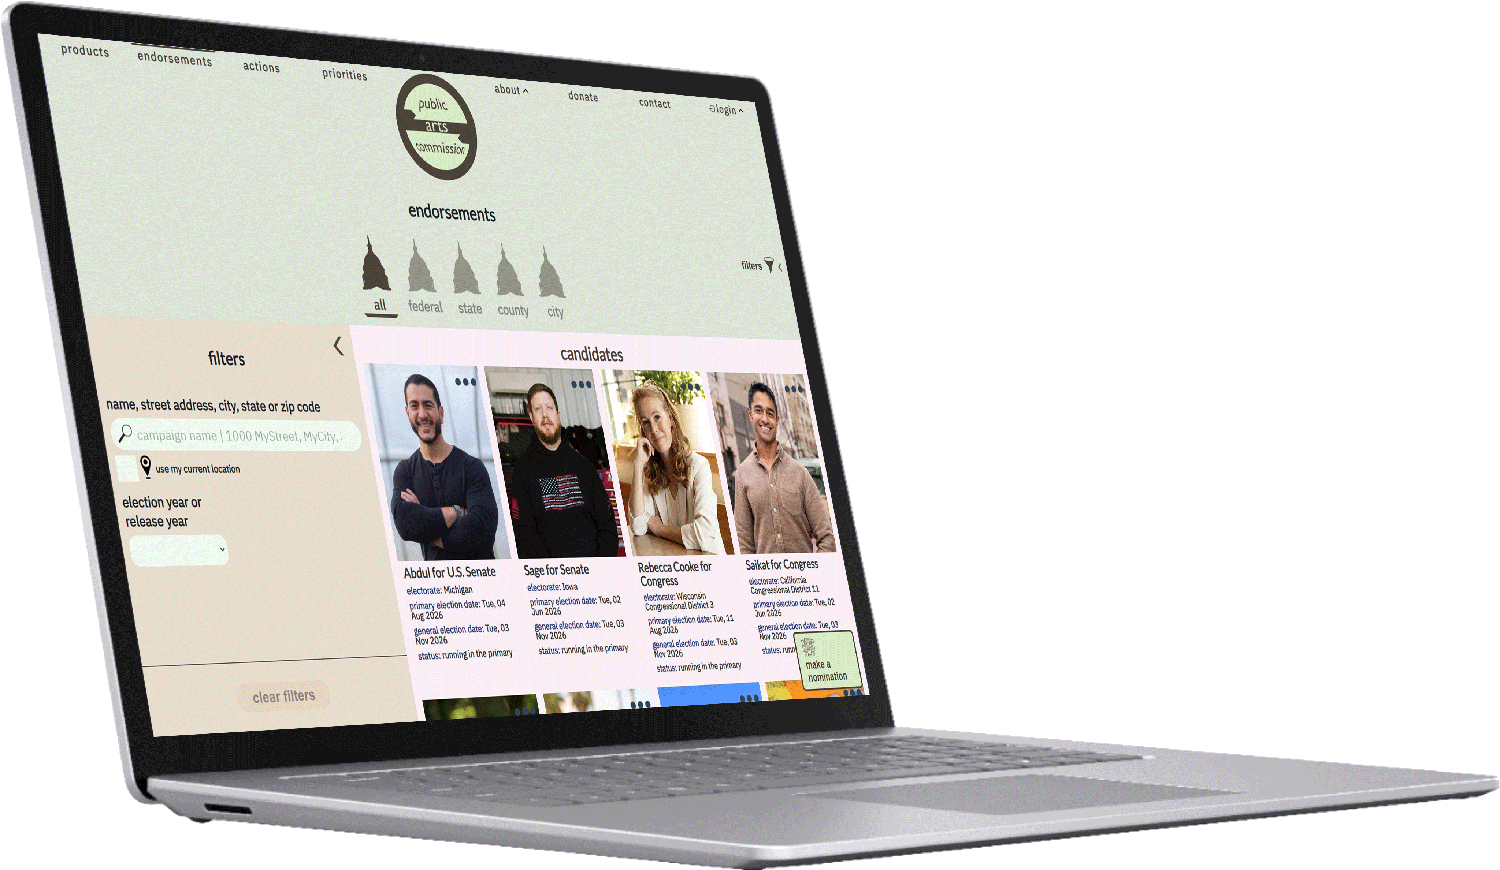 products
endorsements
actions
priorities
about
donate
contact
login
public
arts
commission
endorsements
all
federal
state
county
city
filters
filters
name, street address, city, state or zip code
campaign name | 1000 MyStreet, MyCity,
use my current location
election year or
release year
clear filters
candidates
Abdul for U.S. Senate
electorate: Michigan
primary election date: Tue, 04
Aug 2026
general election date: Tue, 03
Nov 2026
status: running in the primary
Sage for Senate
electorate: Iowa
primary election date: Tue, 02
Jun 2026
general election date: Tue, 03
Nov 2026
status: running in the primary
Rebecca Cooke for
Congress
electorate: Wisconsin
Congressional District 3
primary election date: Tue, 11
Aug 2026
general election date: Tue, 03
Nov 2026
status: running in the primary
Saikat for Congress
electorate: California
Congressional District 11
primary election date: Tue, 02
Jun 2026
general election date: Tue, 03
Nov 2026
status: runn
make a
nomination